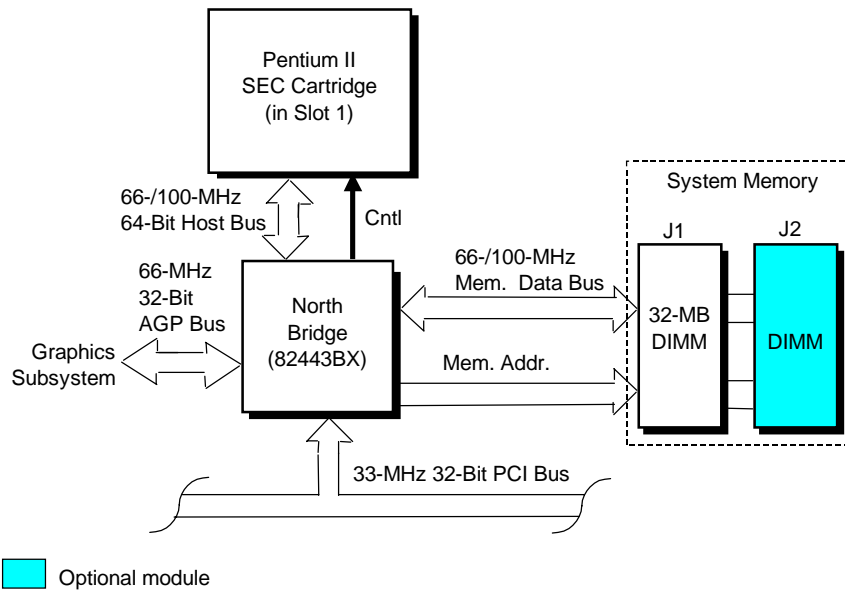 Pentium II
SEC Cartridge
(in Slot 1)
66-/100-MHz
64-Bit Host Bus
Cntl
System Memory
J1
J2
66-/100-MHz
Mem. Data Bus
66-MHz
32-Bit
AGP Bus
North
Bridge
(82443BX)
32-MB
DIMM
DIMM
Graphics
Subsystem
Mem. Addr.
33-MHz 32-Bit PCI Bus
Optional module